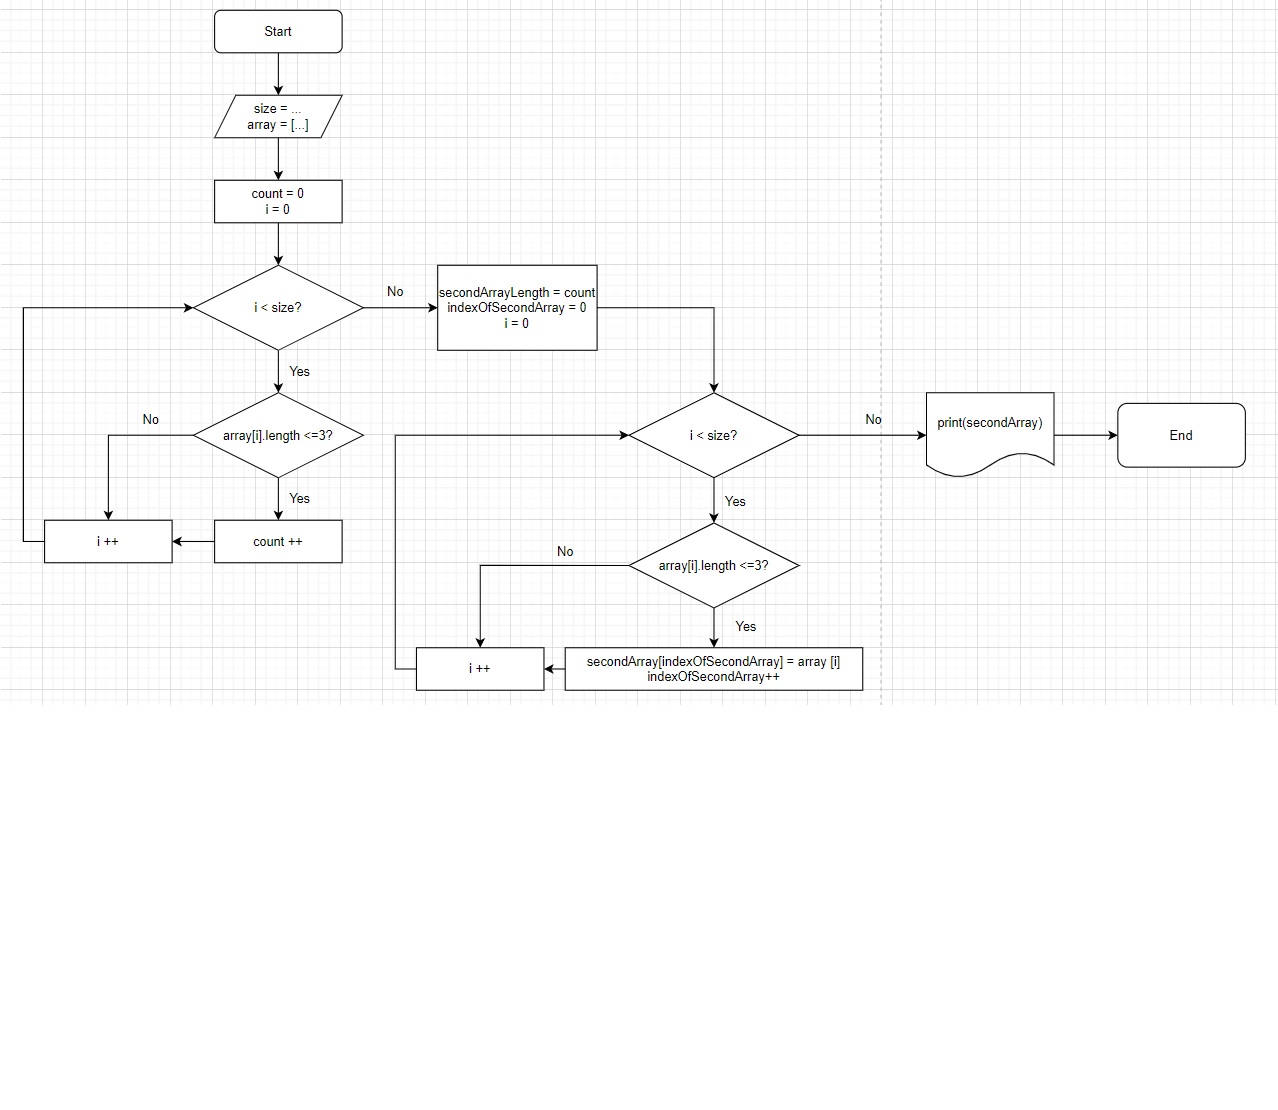 Start
size = ...
array = [...]
count = 0
i = 0
i < size?
No
secondArrayLength = count
indexOfSecondArray = 0
i = 0
Yes
array[i].length <=3?
No
Yes
i ++
count ++
i < size?
No
print(secondArray)
End
Yes
array[i].length <=3?
No
Yes
i ++
secondArray[indexOfSecondArray] = array [i]
indexOfSecondArray++